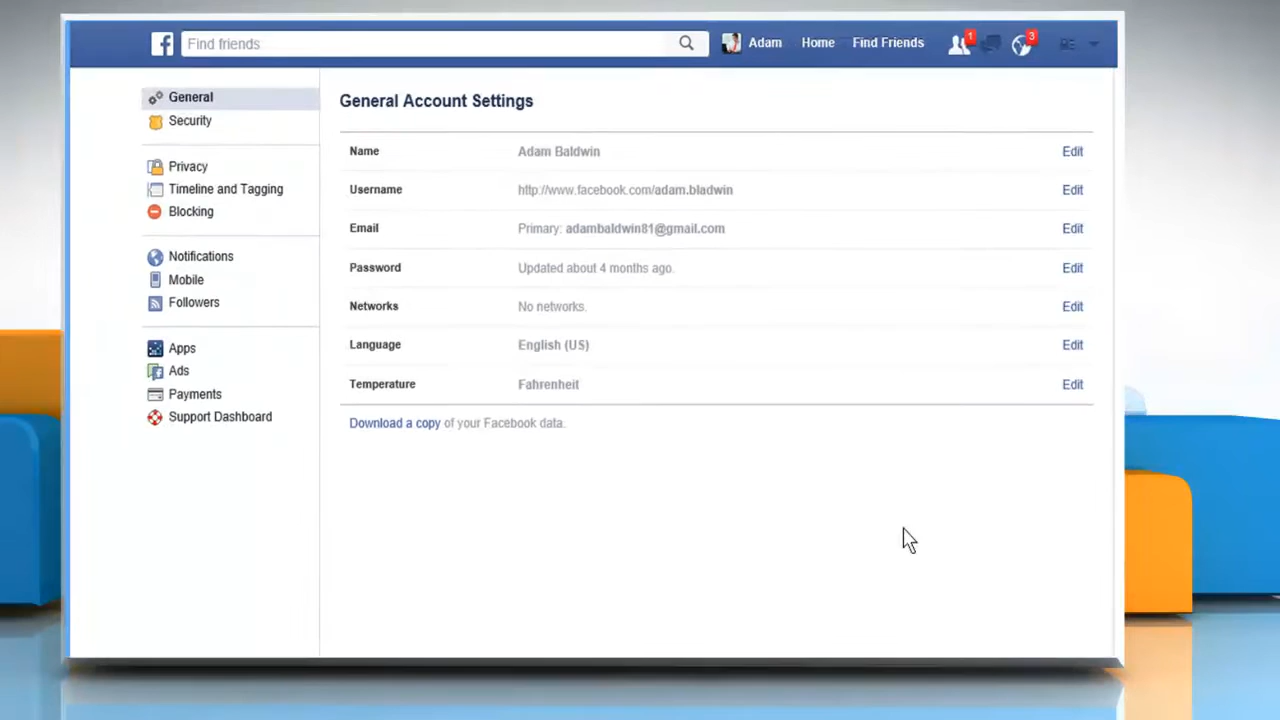 f Find friends Adam Home Find Friends 1 3
General
Security
Privacy
Timeline and Tagging
Blocking
Notifications
Mobile
Followers
Apps
Ads
Payments
Support Dashboard
General Account Settings
Name Adam Baldwin Edit
Username http://www.facebook.com/adam.bladwin Edit
Email Primary: adambaldwin81@gmail.com Edit
Password Updated about 4 months ago. Edit
Networks No networks. Edit
Language English (US) Edit
Temperature Fahrenheit Edit
Download a copy of your Facebook data.